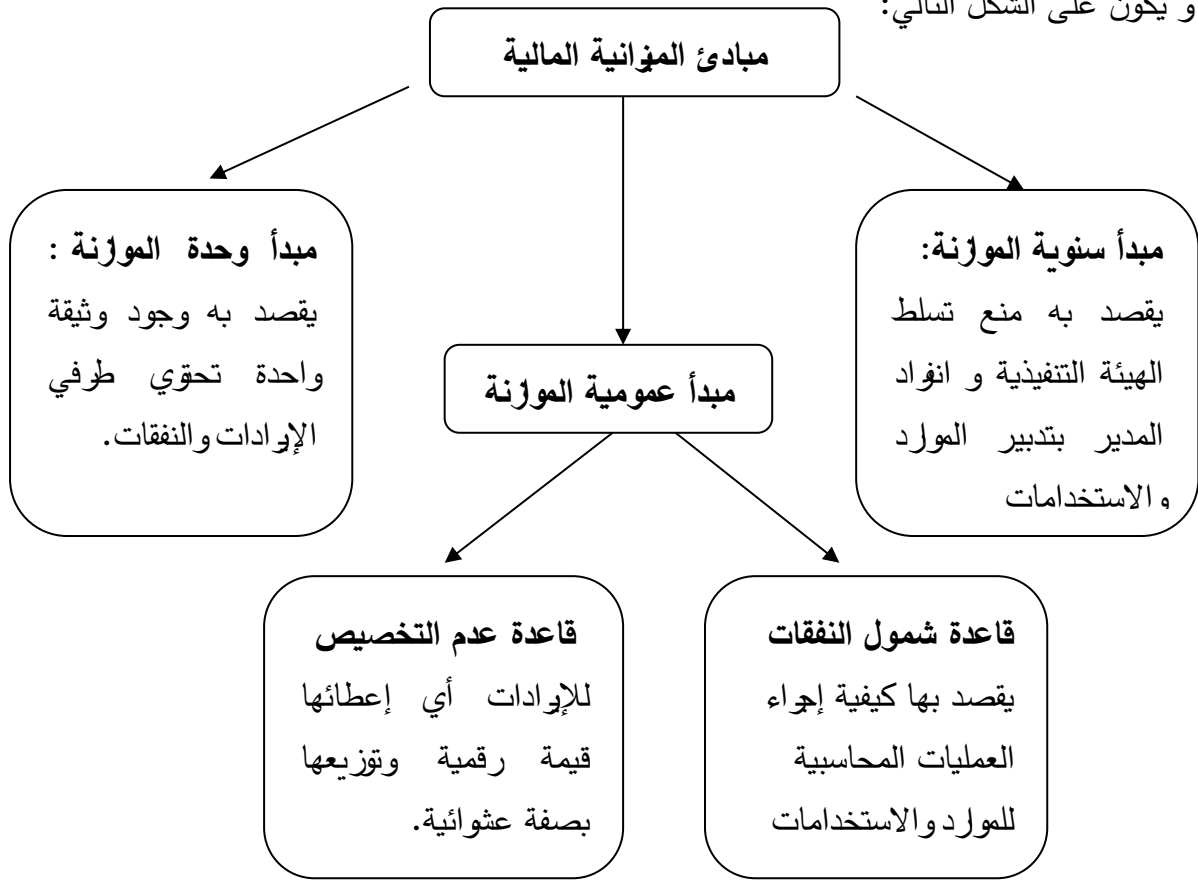 و يكون على الشكل التالي:
مبادئ الميزانية المالية
مبدأ سنوية الموازنة:
يقصد به منع تسلط
الهيئة التنفيذية و انفراد
المدير بتدبير الموارد
والاستخدامات
مبدأ وحدة الموازنة :
يقصد به وجود وثيقة
واحدة تحتوي طرفي
الإيرادات والنفقات.
مبدأ عمومية الموازنة
قاعدة شمول النفقات
يقصد بها كيفية إجراء
العمليات المحاسبية
للموارد والاستخدامات
قاعدة عدم التخصيص
للإيرادات أي إعطائها
قيمة رقمية وتوزيعها
بصفة عشوائية.